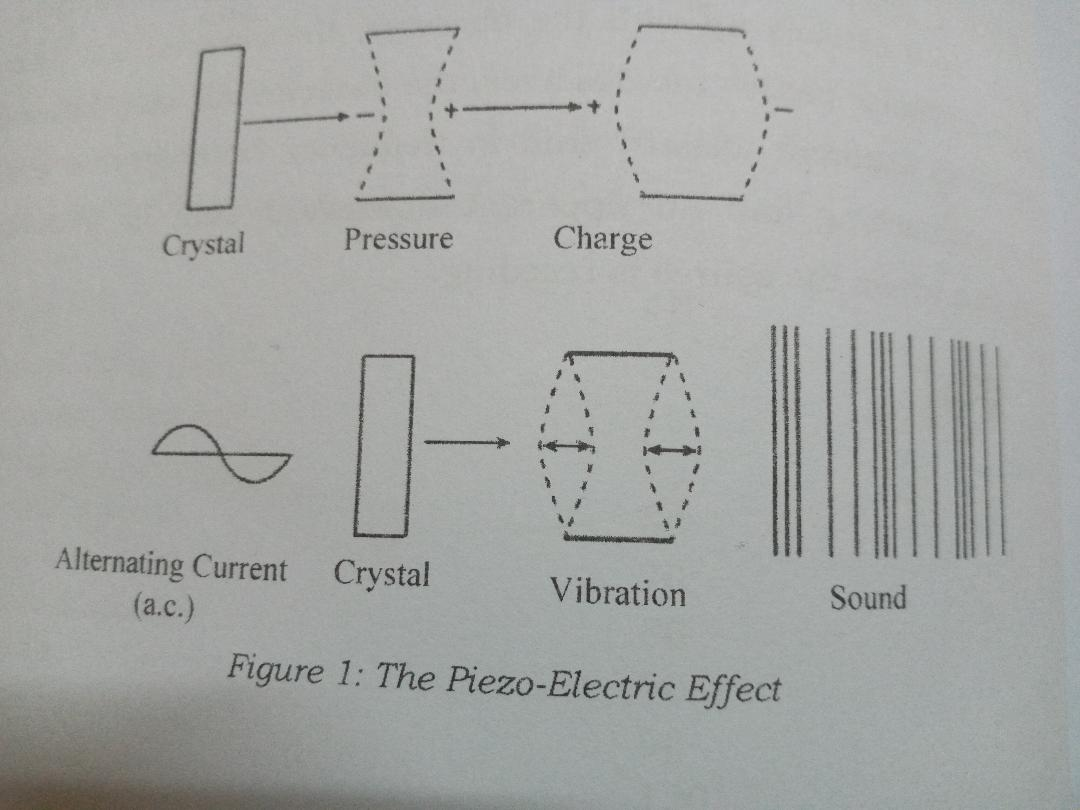 − + + −
Crystal Pressure Charge
Alternating Current Crystal Vibration Sound
(a.c.)
Figure 1: The Piezo-Electric Effect